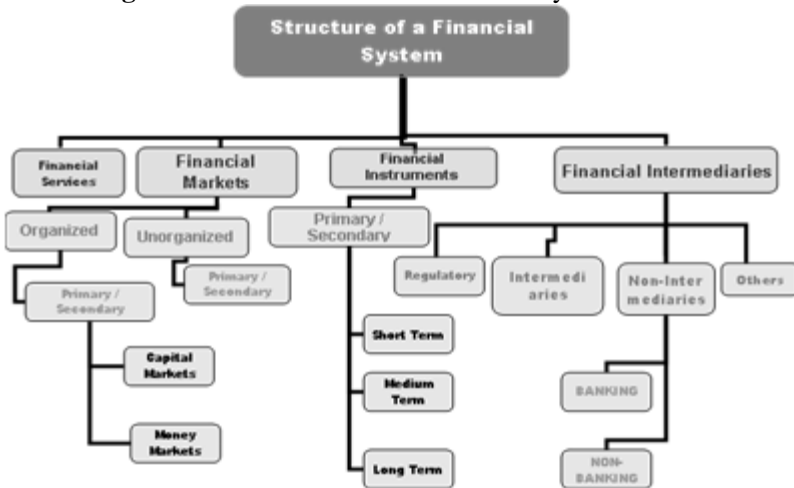 Structure of a Financial
System
Financial
Services
Financial
Markets
Financial
Instruments
Financial Intermediaries
Organized
Unorganized
Primary /
Secondary
Primary /
Secondary
Primary /
Secondary
Regulatory
Intermedi
aries
Non-Inter
mediaries
Others
Capital
Markets
Money
Markets
Short Term
Medium
Term
Long Term
BANKING
NON-
BANKING